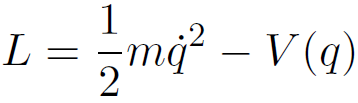 L = \frac{1}{2} m\dot{q}^2 - V(q)